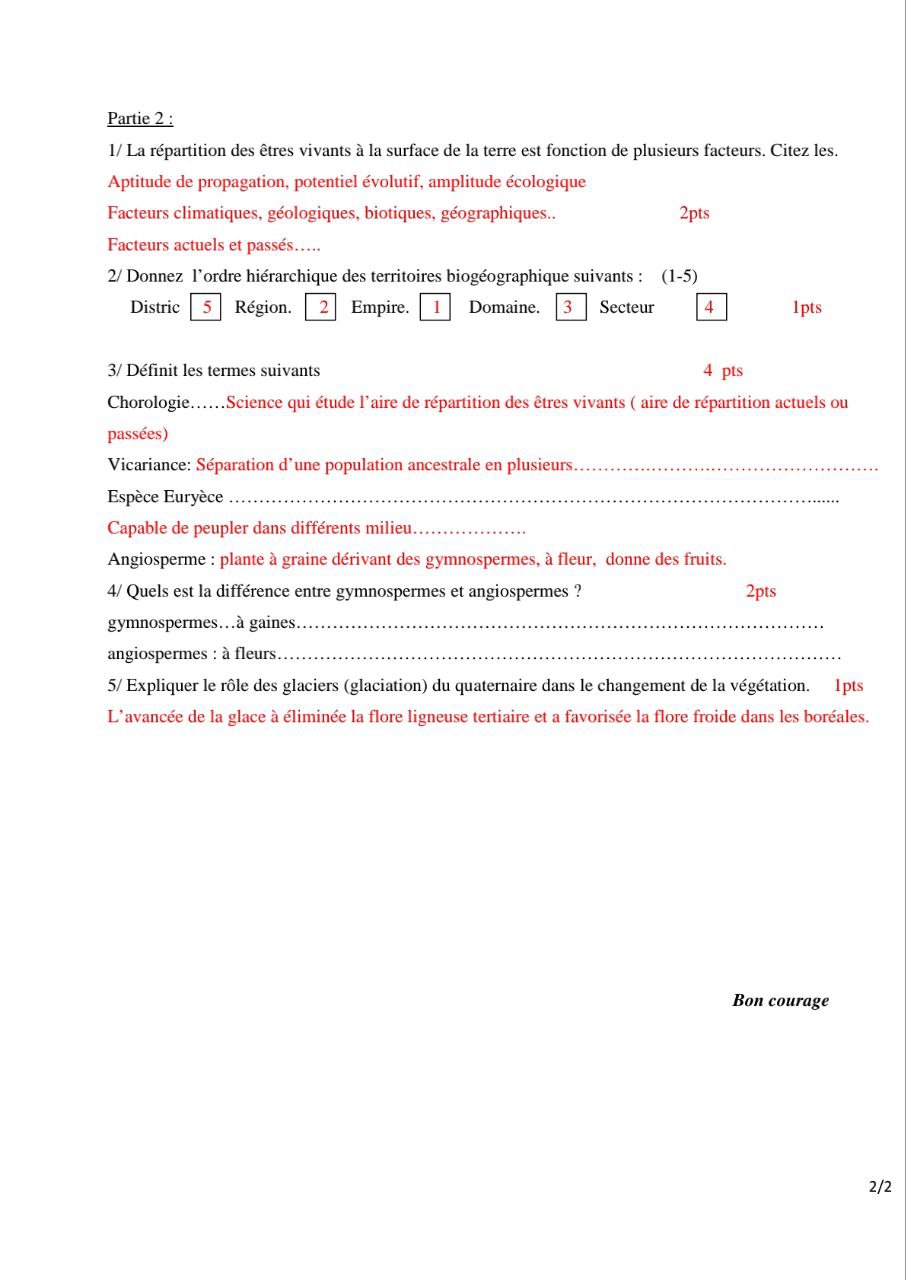 Partie 2 :
1/ La répartition des êtres vivants à la surface de la terre est fonction de plusieurs facteurs. Citez les.
Aptitude de propagation, potentiel évolutif, amplitude écologique
Facteurs climatiques, géologiques, biotiques, géographiques.. 2pts
Facteurs actuels et passés…..
2/ Donnez l’ordre hiérarchique des territoires biogéographique suivants : (1-5)
Distric 5 Région. 2 Empire. 1 Domaine. 3 Secteur 4 1pts
3/ Définit les termes suivants 4 pts
Chorologie……Science qui étude l’aire de répartition des êtres vivants ( aire de répartition actuels ou
passées)
Vicariance: Séparation d’une population ancestrale en plusieurs…………………….……………………….
Espèce Euryèce ……………………………………………………………………………………......
Capable de peupler dans différents milieu……………….
Angiosperme : plante à graine dérivant des gymnospermes, à fleur, donne des fruits.
4/ Quels est la différence entre gymnospermes et angiospermes ? 2pts
gymnospermes…à gaines……………………………………………………………………………
angiospermes : à fleurs…………………………………………………………………………………
5/ Expliquer le rôle des glaciers (glaciation) du quaternaire dans le changement de la végétation. 1pts
L’avancée de la glace à éliminée la flore ligneuse tertiaire et a favorisée la flore froide dans les boréales.
Bon courage
2/2